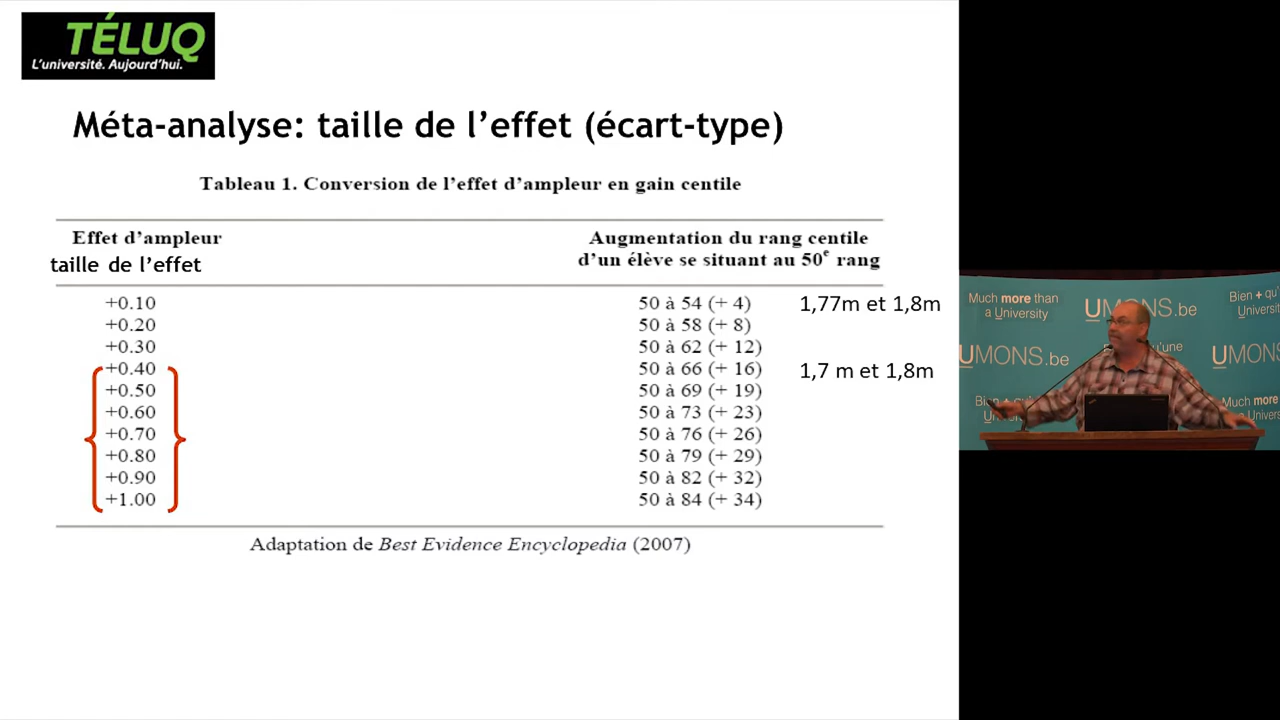 TÉLUQ
L'université. Aujourd'hui.
Méta-analyse: taille de l'effet (écart-type)
Tableau 1. Conversion de l'effet d'ampleur en gain centile
Effet d'ampleur
taille de l'effet
Augmentation du rang centile
d'un élève se situant au 50e rang
+0.10 50 à 54 (+ 4) 1,77m et 1,8m
+0.20 50 à 58 (+ 8)
+0.30 50 à 62 (+ 12)
+0.40 50 à 66 (+ 16) 1,7 m et 1,8m
+0.50 50 à 69 (+ 19)
+0.60 50 à 73 (+ 23)
+0.70 50 à 76 (+ 26)
+0.80 50 à 79 (+ 29)
+0.90 50 à 82 (+ 32)
+1.00 50 à 84 (+ 34)
Adaptation de Best Evidence Encyclopedia (2007)
Much more than
a University
UMONS.be
Bien + qu'
Universit
UMONS.be
qu'une
UMONS
Bien +
Univers
Much more
a Univers